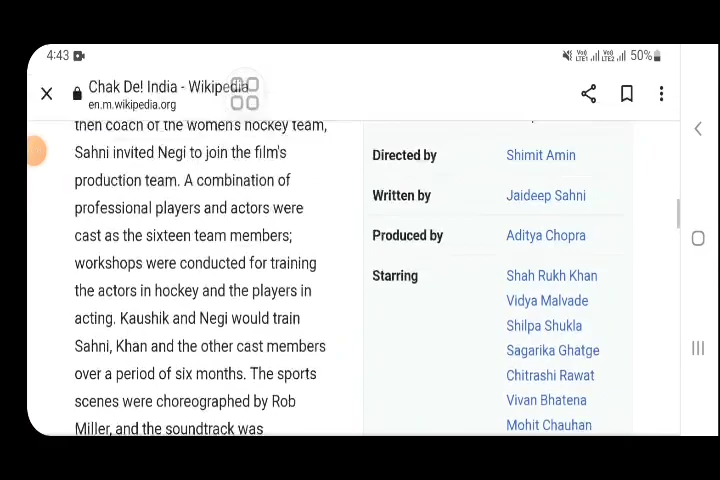 4:43
Vo) LTE1 Vo) LTE2 50%
Chak De! India - Wikipedia
en.m.wikipedia.org
then coach of the women's hockey team,
Sahni invited Negi to join the film's
production team. A combination of
professional players and actors were
cast as the sixteen team members;
workshops were conducted for training
the actors in hockey and the players in
acting. Kaushik and Negi would train
Sahni, Khan and the other cast members
over a period of six months. The sports
scenes were choreographed by Rob
Miller, and the soundtrack was
Directed by Shimit Amin
Written by Jaideep Sahni
Produced by Aditya Chopra
Starring Shah Rukh Khan
Vidya Malvade
Shilpa Shukla
Sagarika Ghatge
Chitrashi Rawat
Vivan Bhatena
Mohit Chauhan